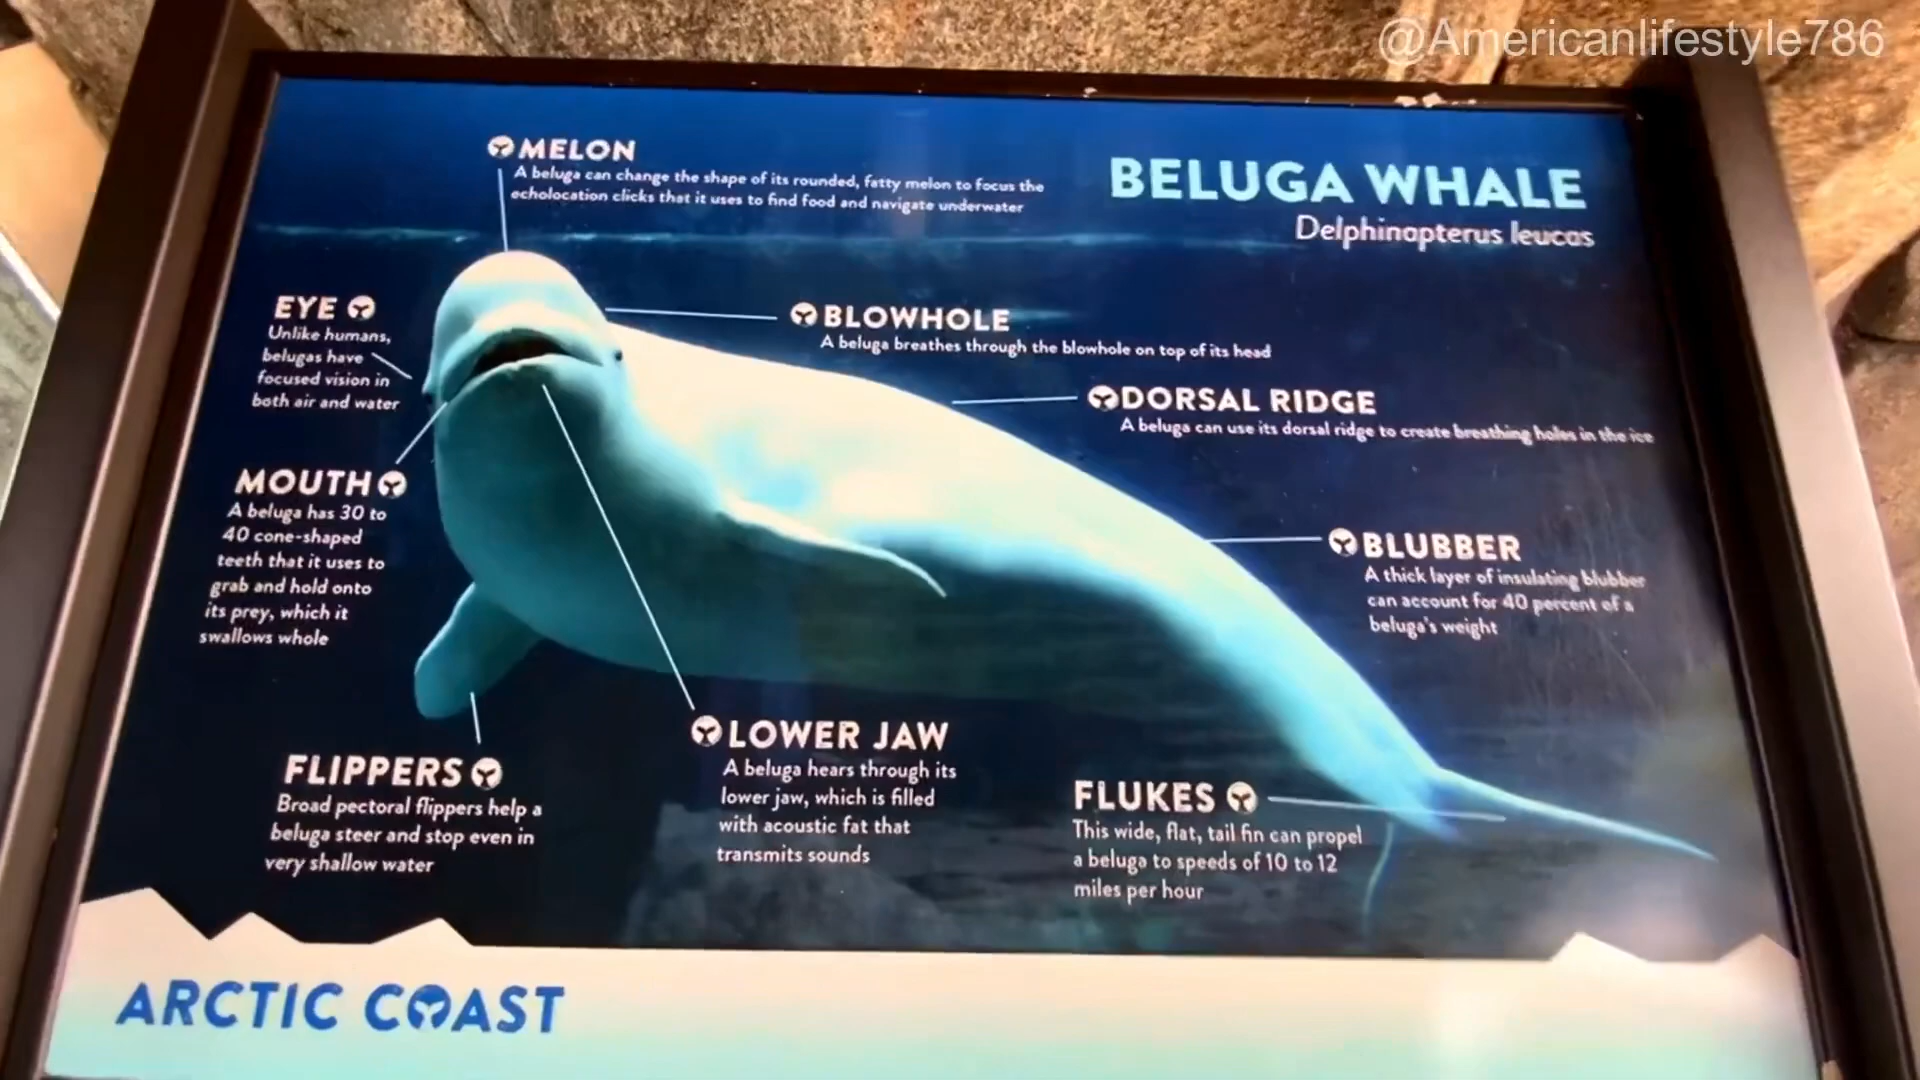 @Americanlifestyle786
BELUGA WHALE
Delphinapterus leucas
MELON
A beluga can change the shape of its rounded, fatty melon to focus the
echolocation clicks that it uses to find food and navigate underwater
EYE
Unlike humans,
belugas have
focused vision in
both air and water
BLOWHOLE
A beluga breathes through the blowhole on top of its head
DORSAL RIDGE
A beluga can use its dorsal ridge to create breathing holes in the ice
MOUTH
A beluga has 30 to
40 cone-shaped
teeth that it uses to
grab and hold onto
its prey, which it
swallows whole
BLUBBER
A thick layer of insulating blubber
can account for 40 percent of a
beluga's weight
FLIPPERS
Broad pectoral flippers help a
beluga steer and stop even in
very shallow water
LOWER JAW
A beluga hears through its
lower jaw, which is filled
with acoustic fat that
transmits sounds
FLUKES
This wide, flat, tail fin can propel
a beluga to speeds of 10 to 12
miles per hour
ARCTIC COAST